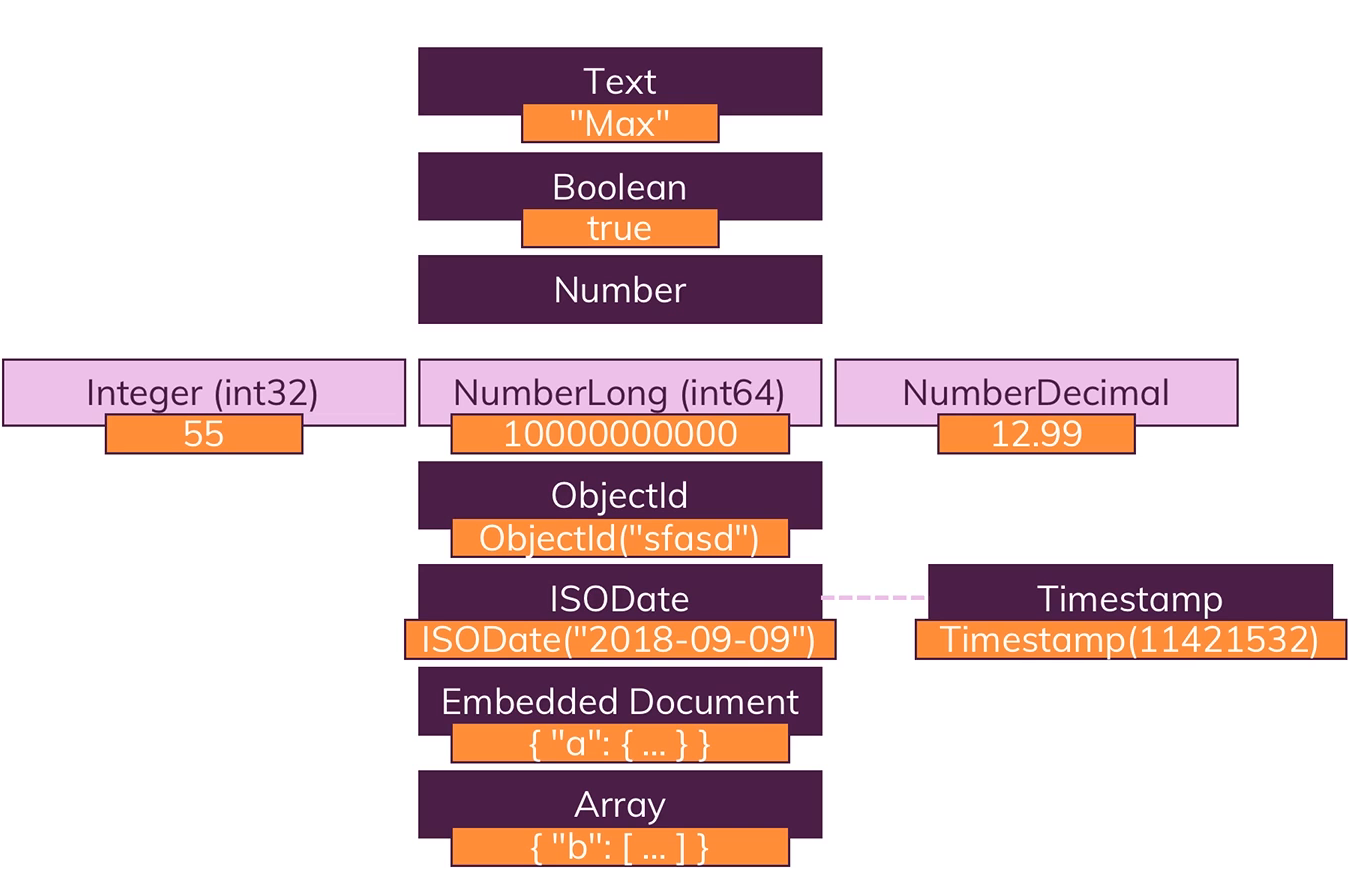 Text
"Max"
Boolean
true
Number
Integer (int32)
55
NumberLong (int64)
10000000000
NumberDecimal
12.99
ObjectId
ObjectId("sfasd")
ISODate
ISODate("2018-09-09")
Timestamp
Timestamp(11421532)
Embedded Document
{ "a": { ... } }
Array
{ "b": [ ... ] }